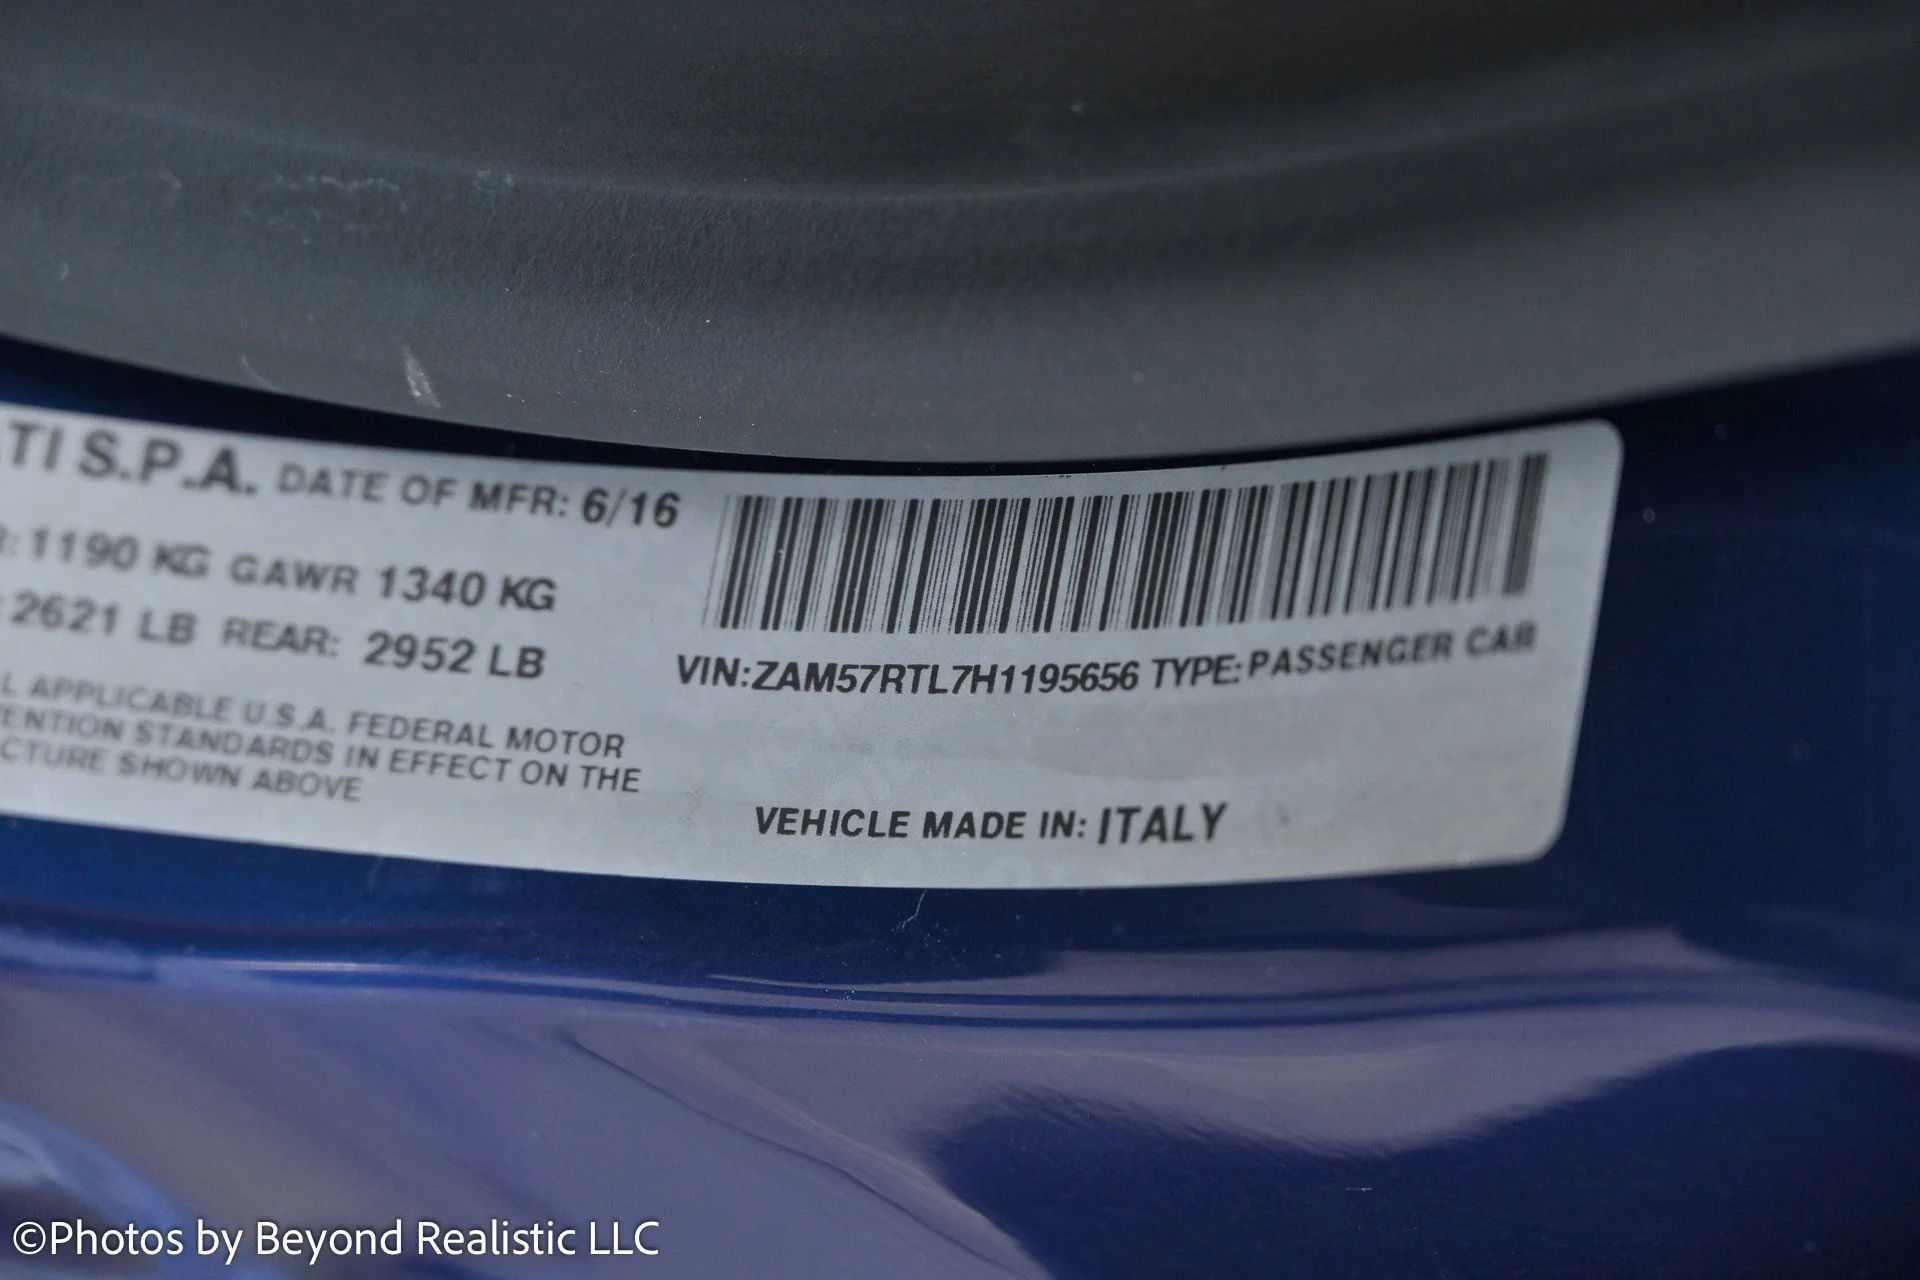 TI S.P.A. DATE OF MFR: 6/16
: 1190 KG GAWR 1340 KG
: 2621 LB REAR: 2952 LB
L APPLICABLE U.S.A. FEDERAL MOTOR
ENTION STANDARDS IN EFFECT ON THE
CTURE SHOWN ABOVE
VIN:ZAM57RTL7H1195656 TYPE:PASSENGER CAR
VEHICLE MADE IN: ITALY
©Photos by Beyond Realistic LLC